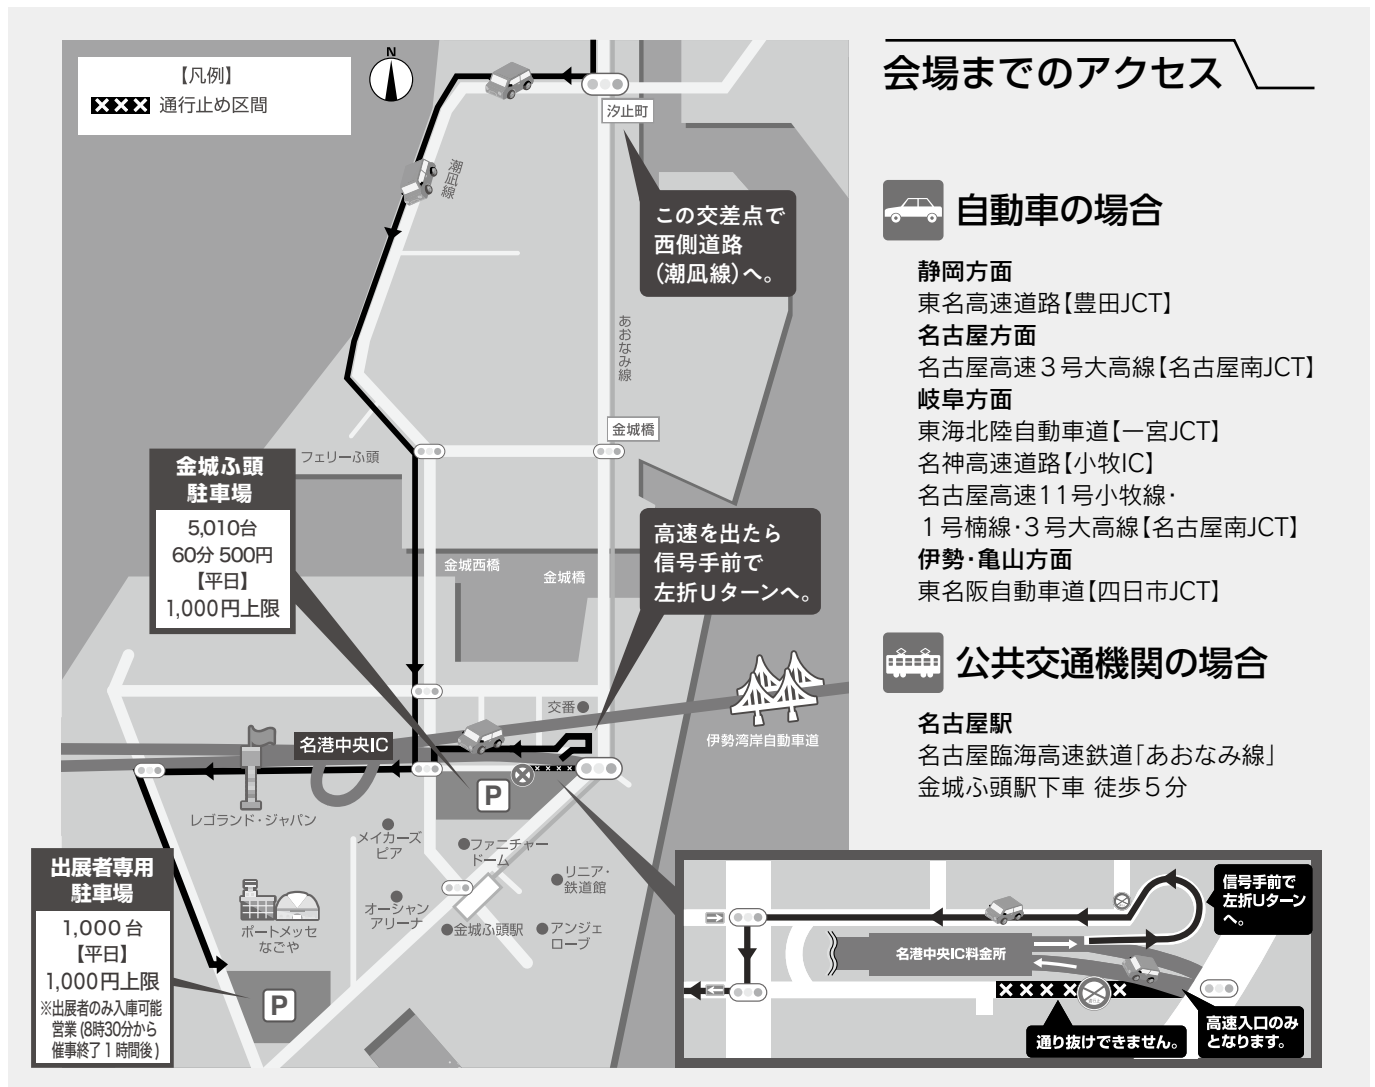 会場までのアクセス
自動車の場合
静岡方面
東名高速道路【豊田JCT】
名古屋方面
名古屋高速3号大高線【名古屋南JCT】
岐阜方面
東海北陸自動車道【一宮JCT】
名神高速道路【小牧IC】
名古屋高速11号小牧線・
1号楠線・3号大高線【名古屋南JCT】
伊勢・亀山方面
東名阪自動車道【四日市JCT】
公共交通機関の場合
名古屋駅
名古屋臨海高速鉄道「あおなみ線」
金城ふ頭駅下車 徒歩5分
【凡例】
通行止め区間
N
汐止町
潮凪線
この交差点で
西側道路
(潮凪線)へ。
あおなみ線
金城橋
フェリーふ頭
金城ふ頭
駐車場
5,010台
60分 500円
【平日】
1,000円上限
金城西橋
金城橋
高速を出たら
信号手前で
左折Uターンへ。
交番
伊勢湾岸自動車道
名港中央IC
P
レゴランド・ジャパン
メイカーズ
ピア
ファニチャー
ドーム
リニア・
鉄道館
オーシャン
アリーナ
金城ふ頭駅
アンジェ
ローブ
ポートメッセ
なごや
出展者専用
駐車場
1,000台
【平日】
1,000円上限
※出展者のみ入庫可能
営業(8時30分から
催事終了1時間後)
P
信号手前で
左折Uターン
へ。
名港中央IC料金所
通り抜けできません。
高速入口のみ
となります。